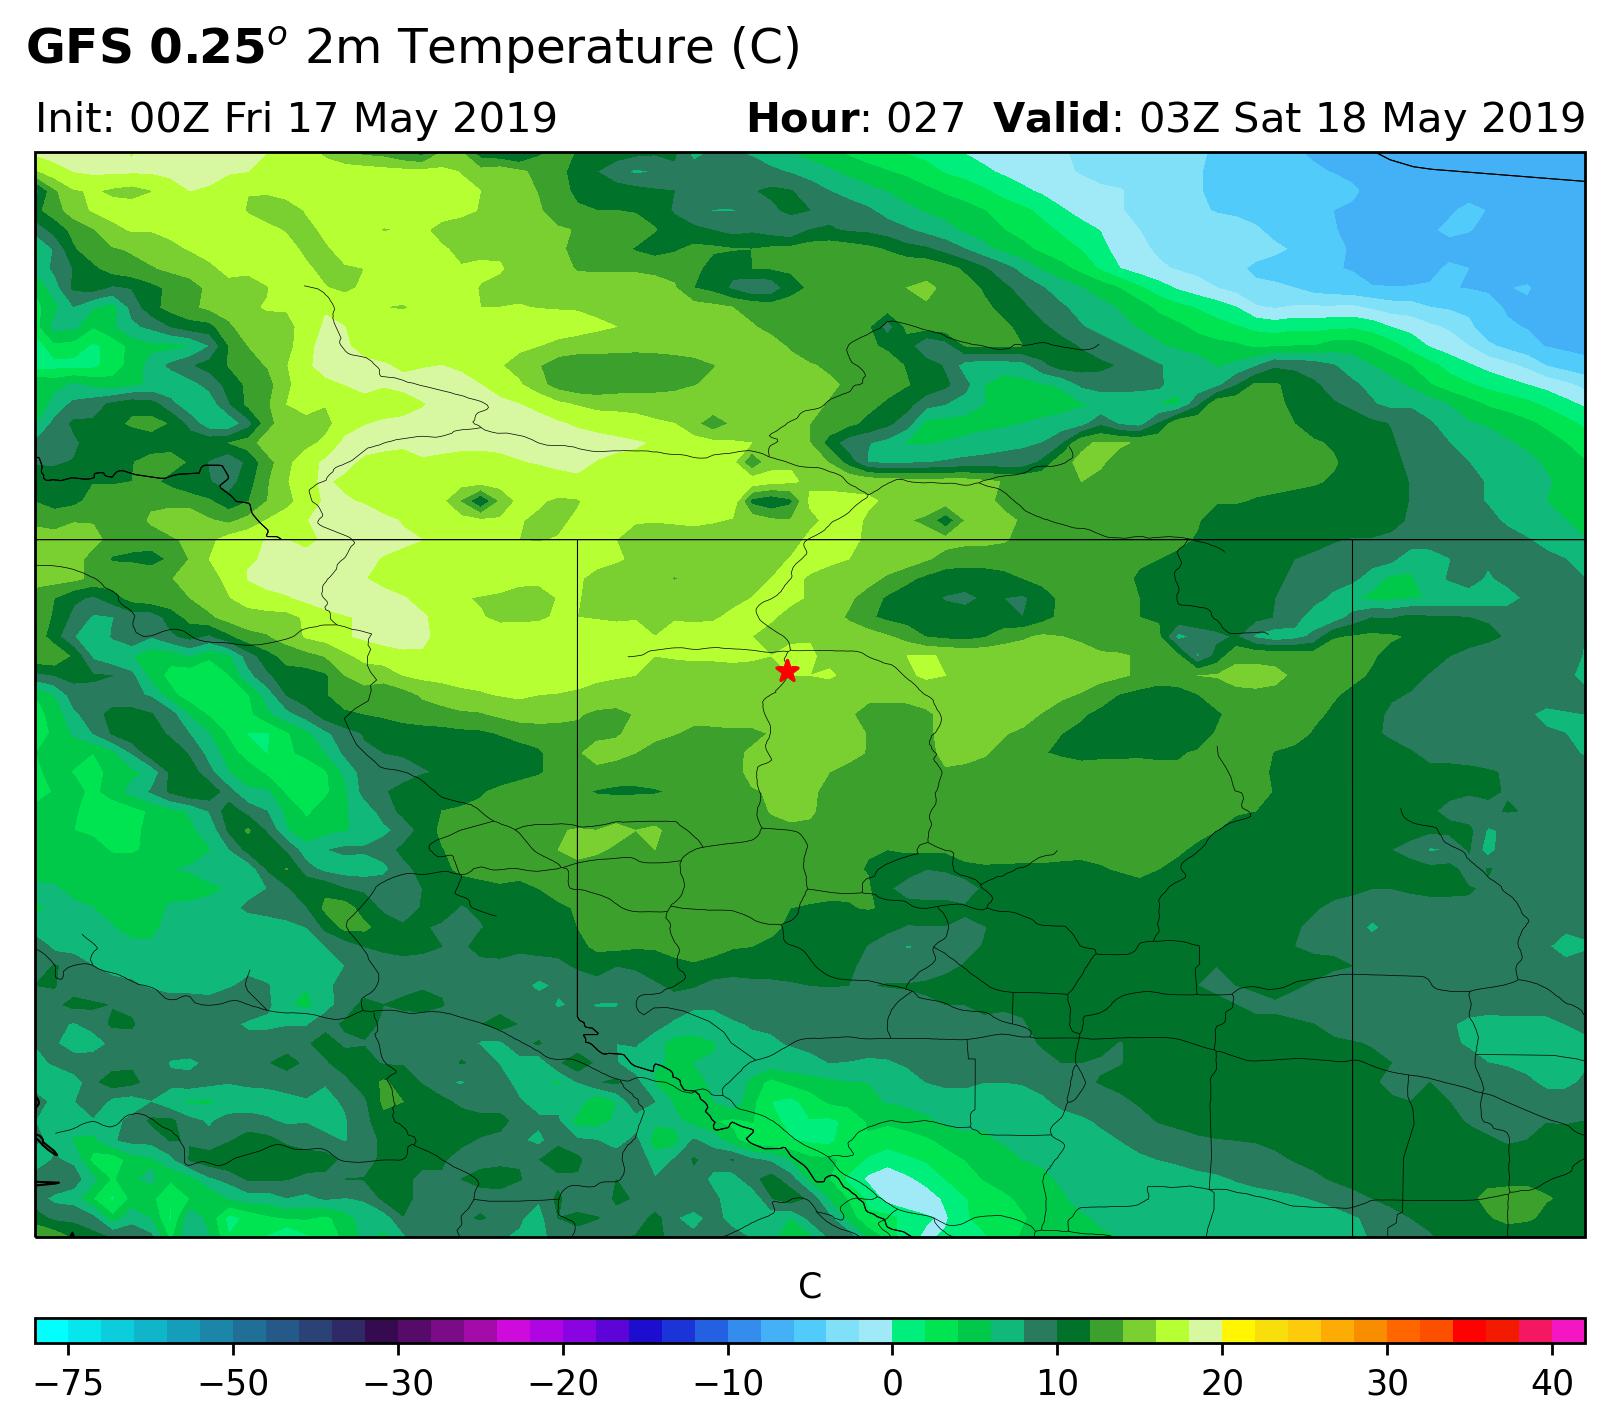 GFS 0.25° 2m Temperature (C)
Init: 00Z Fri 17 May 2019 Hour: 027 Valid: 03Z Sat 18 May 2019
C
−75 −50 −30 −20 −10 0 10 20 30 40